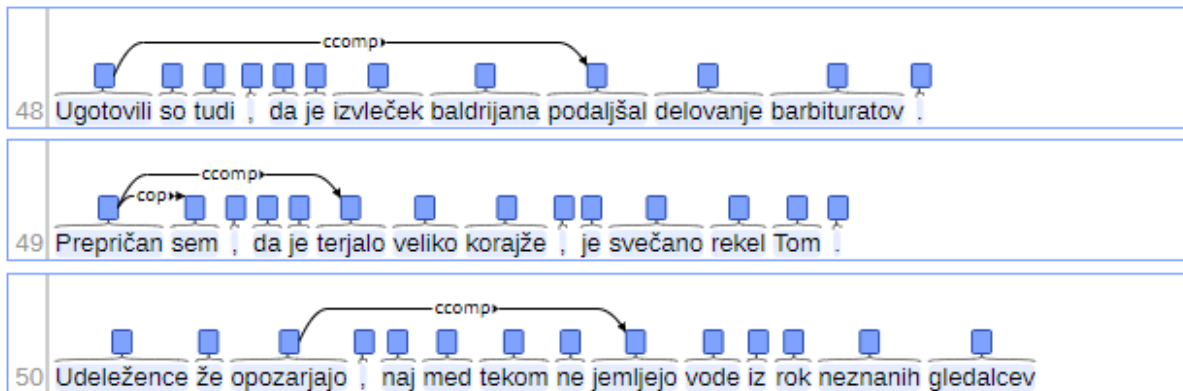 ccomp
48 Ugotovili so tudi , da je izvleček baldrijana podaljšal delovanje barbituratov .
ccomp
cop
49 Prepričan sem , da je terjalo veliko korajže , je svečano rekel Tom .
ccomp
50 Udeležence že opozarjajo , naj med tekom ne jemljejo vode iz rok neznanih gledalcev